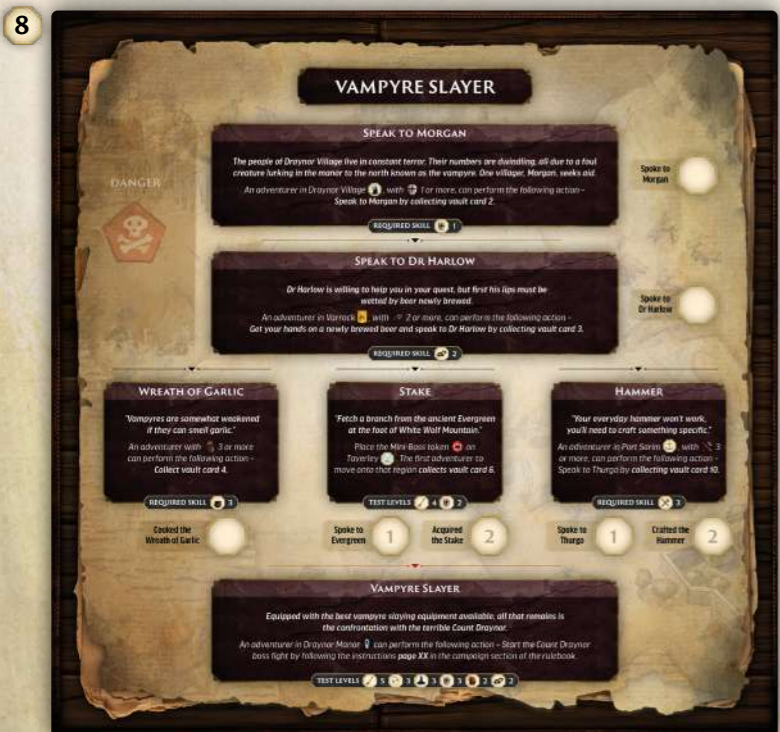 8
VAMPYRE SLAYER
SPEAK TO MORGAN
The people of Draynor Village live in constant terror. Their numbers are dwindling, all due to a foul
creature lurking in the manor to the north known as the vampyre. One villager, Morgan, seeks aid.
An adventurer in Draynor Village , with 1 or more, can perform the following action –
Speak to Morgan by collecting vault card 2.
REQUIRED SKILL 1
Spoke to
Morgan
DANGER
SPEAK TO DR HARLOW
Dr Harlow is willing to help you in your quest, but first his lips must be
wetted by beer newly brewed.
An adventurer in Varrock , with 2 or more, can perform the following action –
Get your hands on a newly brewed beer and speak to Dr Harlow by collecting vault card 3.
REQUIRED SKILL 2
Spoke to
Dr Harlow
WREATH OF GARLIC
"Vampyres are somewhat weakened
if they can smell garlic."
An adventurer with 3 or more
can perform the following action –
Collect vault card 4.
REQUIRED SKILL 3
Cooked the
Wreath of Garlic
STAKE
"Fetch a branch from the ancient Evergreen
at the foot of White Wolf Mountain."
Place the Mini-Boss token on
Taverley . The first adventurer to
move onto that region collects vault card 6.
TEST LEVELS 4 2
Spoke to
Evergreen
1
Acquired
the Stake
2
HAMMER
"Your everyday hammer won't work,
you'll need to craft something specific."
An adventurer in Port Sarim , with 3
or more, can perform the following action –
Speak to Thurgo by collecting vault card 10.
REQUIRED SKILL 3
Spoke to
Thurgo
1
Crafted the
Hammer
2
VAMPYRE SLAYER
Equipped with the best vampyre slaying equipment available, all that remains is
the confrontation with the terrible Count Draynor.
An adventurer in Draynor Manor can perform the following action – Start the Count Draynor
boss fight by following the instructions page XX in the campaign section of the rulebook.
TEST LEVELS 5 3 3 3 2 2